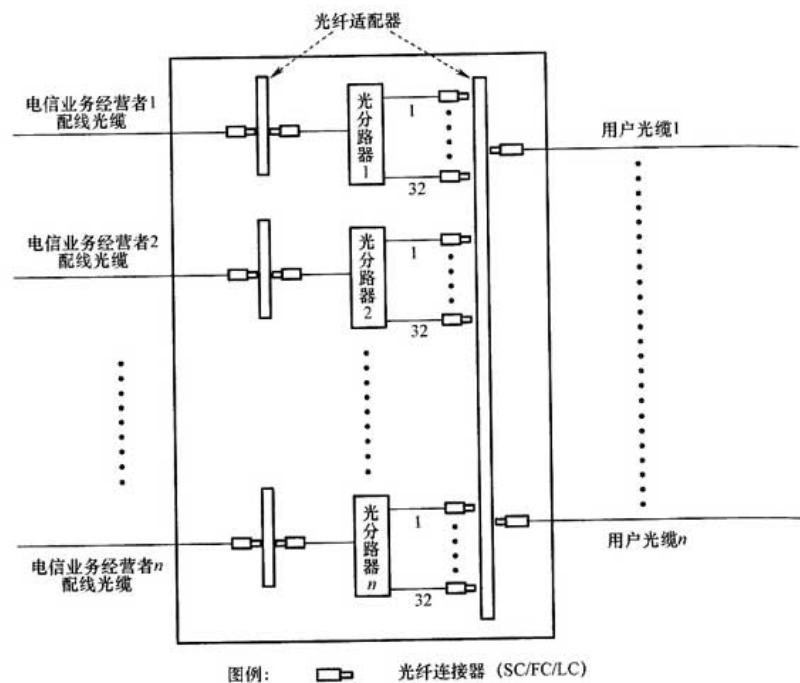 光纤适配器
电信业务经营者1
配线光缆
光分路器1
1
32
用户光缆1
电信业务经营者2
配线光缆
光分路器2
1
32
电信业务经营者n
配线光缆
光分路器n
1
32
用户光缆n
图例： 光纤连接器（SC/FC/LC）